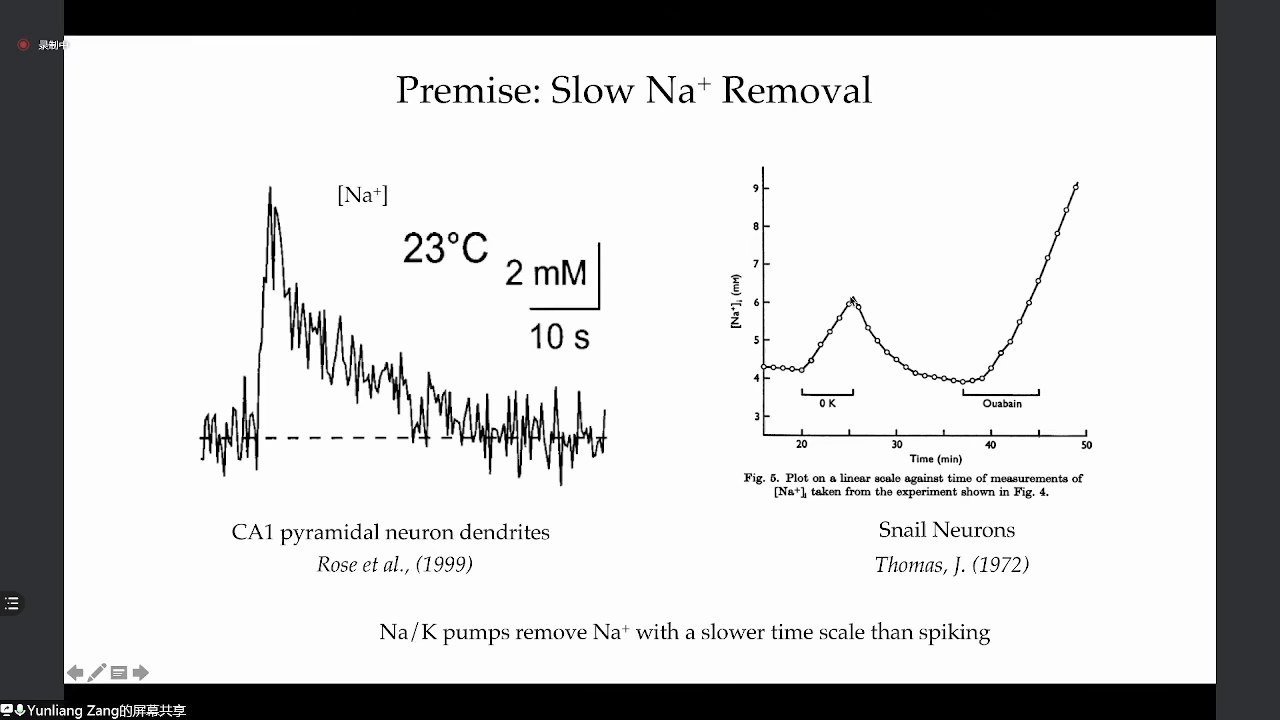 录制中
Premise: Slow Na⁺ Removal
[Na⁺]
23°C
2 mM
10 s
CA1 pyramidal neuron dendrites
Rose et al., (1999)
[Na⁺]ᵢ (mM)
9
8
7
6
5
4
3
0 K
Ouabain
20
30
40
50
Time (min)
Fig. 5. Plot on a linear scale against time of measurements of
[Na⁺]ᵢ taken from the experiment shown in Fig. 4.
Snail Neurons
Thomas, J. (1972)
Na/K pumps remove Na⁺ with a slower time scale than spiking
Yunliang Zang的屏幕共享